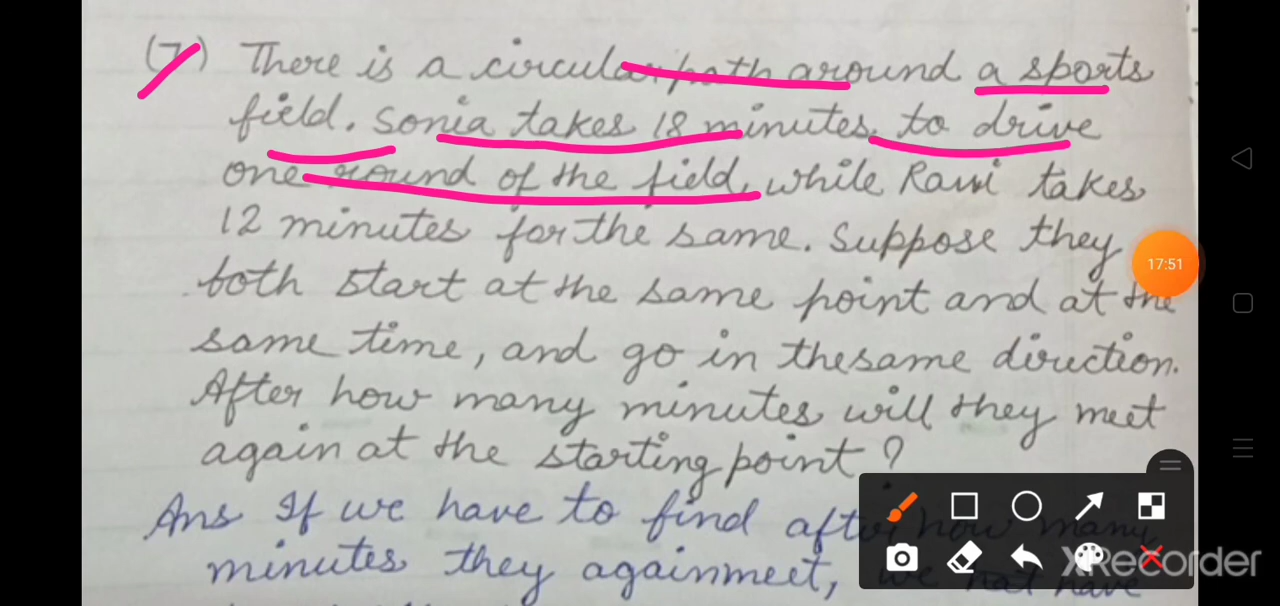 (7) There is a circular path around a sports
field. Sonia takes 18 minutes to drive
one round of the field, while Ravi takes
12 minutes for the same. Suppose they
17:51
both start at the same point and at the
same time, and go in thesame direction.
After how many minutes will they meet
again at the starting point?
Ans If we have to find after how many
minutes they againmeet, we have
XRecorder